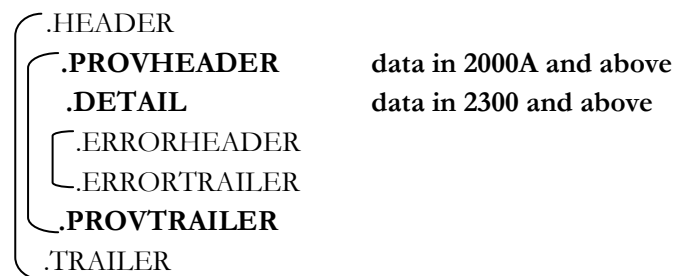 .HEADER
.PROVHEADER data in 2000A and above
.DETAIL data in 2300 and above
.ERRORHEADER
.ERRORTRAILER
.PROVTRAILER
.TRAILER